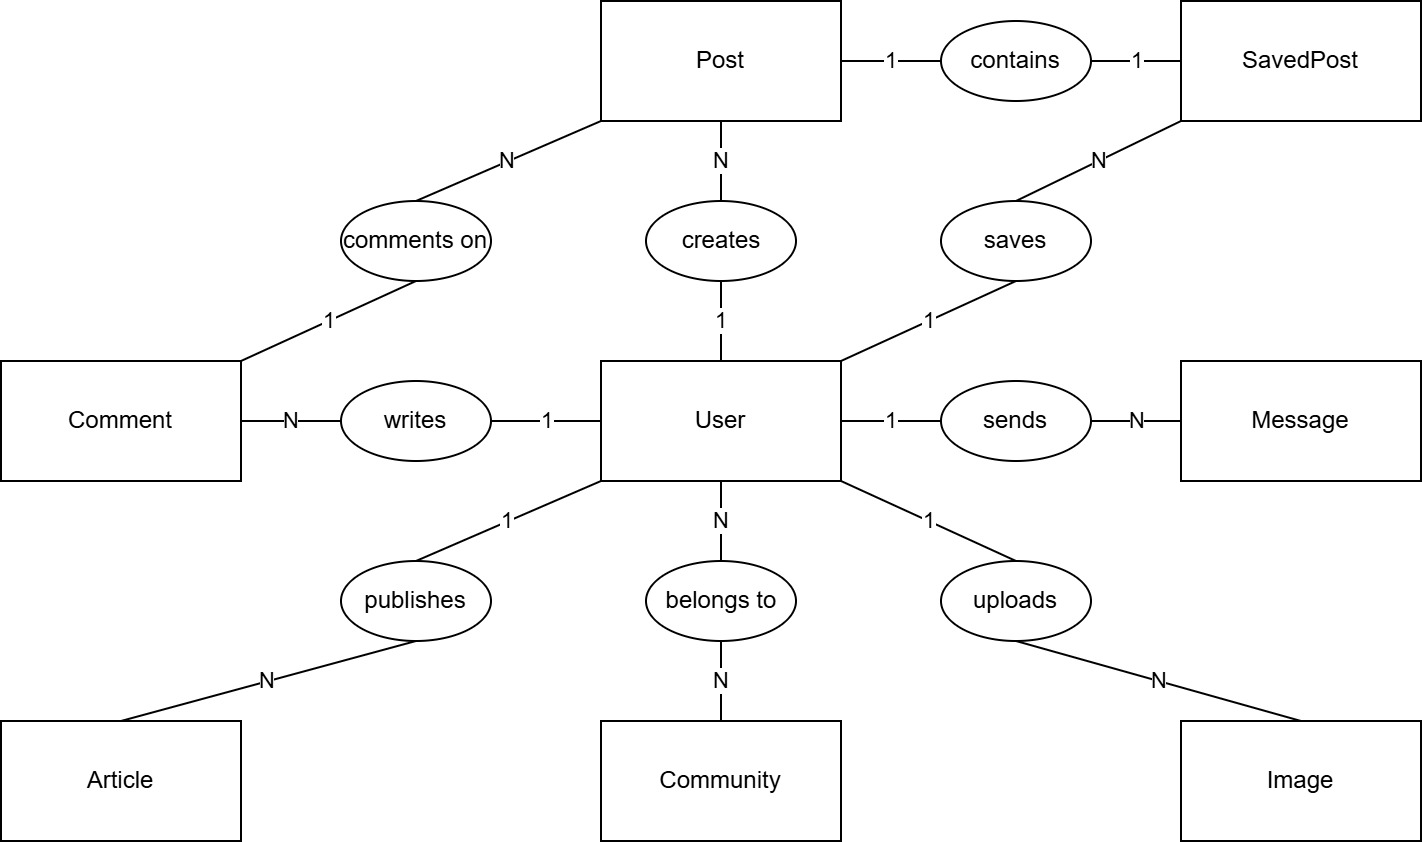 Post
1
contains
1
SavedPost
N
N
N
comments on
creates
saves
1
1
1
Comment
N
writes
1
User
1
sends
N
Message
1
N
1
publishes
belongs to
uploads
N
N
N
Article
Community
Image